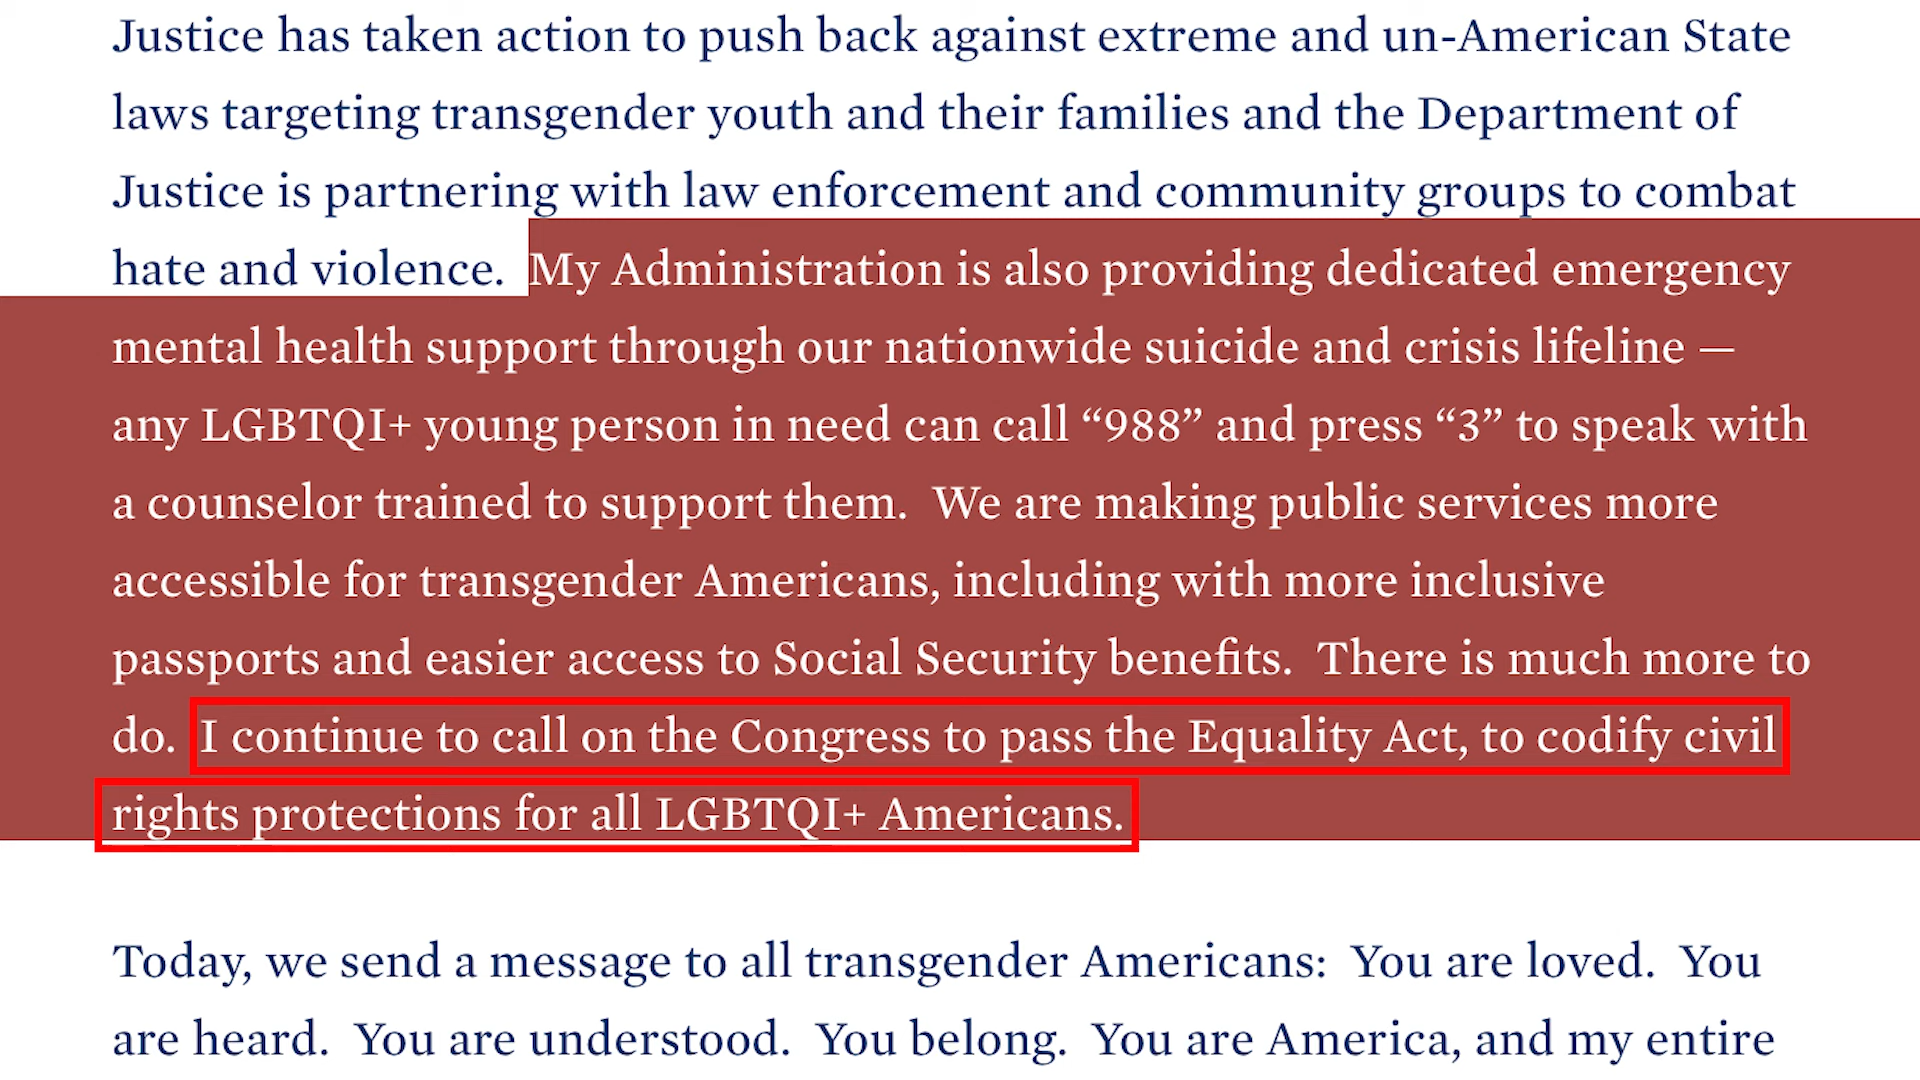 Justice has taken action to push back against extreme and un-American State
laws targeting transgender youth and their families and the Department of
Justice is partnering with law enforcement and community groups to combat
hate and violence.  My Administration is also providing dedicated emergency
mental health support through our nationwide suicide and crisis lifeline —
any LGBTQI+ young person in need can call “988” and press “3” to speak with
a counselor trained to support them.  We are making public services more
accessible for transgender Americans, including with more inclusive
passports and easier access to Social Security benefits.  There is much more to
do.  I continue to call on the Congress to pass the Equality Act, to codify civil
rights protections for all LGBTQI+ Americans.
Today, we send a message to all transgender Americans:  You are loved.  You
are heard.  You are understood.  You belong.  You are America, and my entire